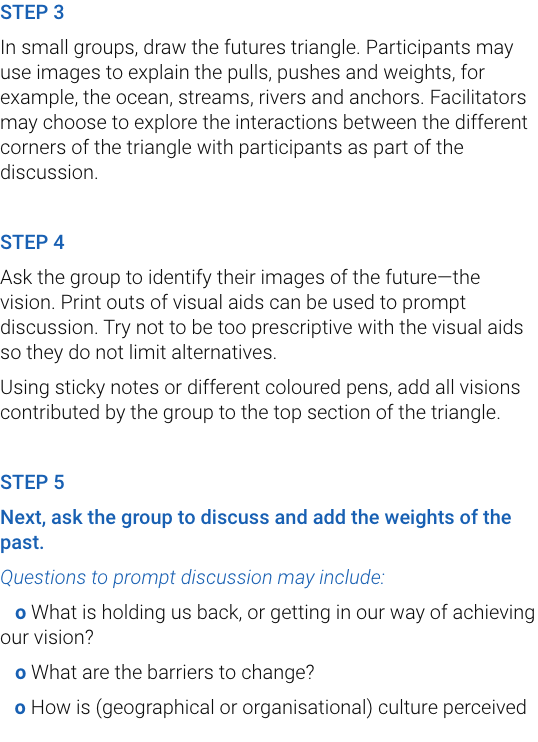 STEP 3
In small groups, draw the futures triangle. Participants may
use images to explain the pulls, pushes and weights, for
example, the ocean, streams, rivers and anchors. Facilitators
may choose to explore the interactions between the different
corners of the triangle with participants as part of the
discussion.
STEP 4
Ask the group to identify their images of the future—the
vision. Print outs of visual aids can be used to prompt
discussion. Try not to be too prescriptive with the visual aids
so they do not limit alternatives.
Using sticky notes or different coloured pens, add all visions
contributed by the group to the top section of the triangle.
STEP 5
Next, ask the group to discuss and add the weights of the
past.
Questions to prompt discussion may include:
o What is holding us back, or getting in our way of achieving
our vision?
o What are the barriers to change?
o How is (geographical or organisational) culture perceived